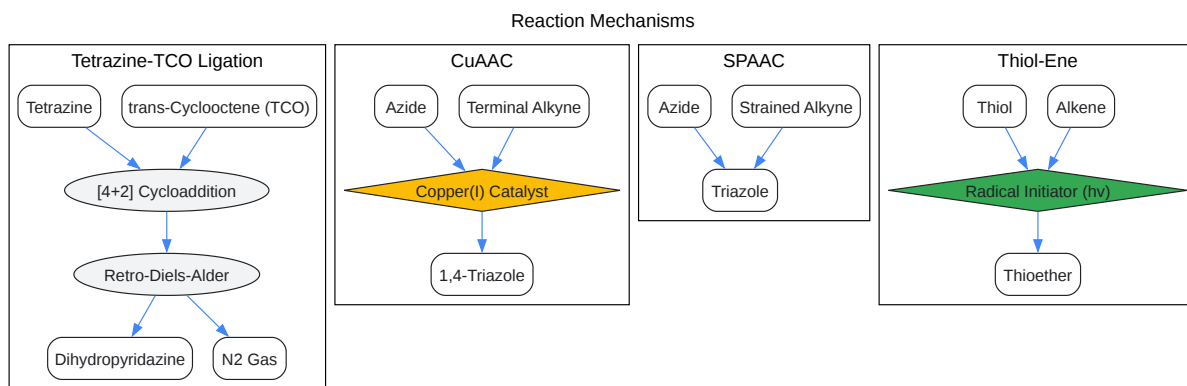 Reaction Mechanisms
Tetrazine-TCO Ligation
Tetrazine
trans-Cyclooctene (TCO)
[4+2] Cycloaddition
Retro-Diels-Alder
Dihydropyridazine
N2 Gas
CuAAC
Azide
Terminal Alkyne
Copper(I) Catalyst
1,4-Triazole
SPAAC
Azide
Strained Alkyne
Triazole
Thiol-Ene
Thiol
Alkene
Radical Initiator (hv)
Thioether